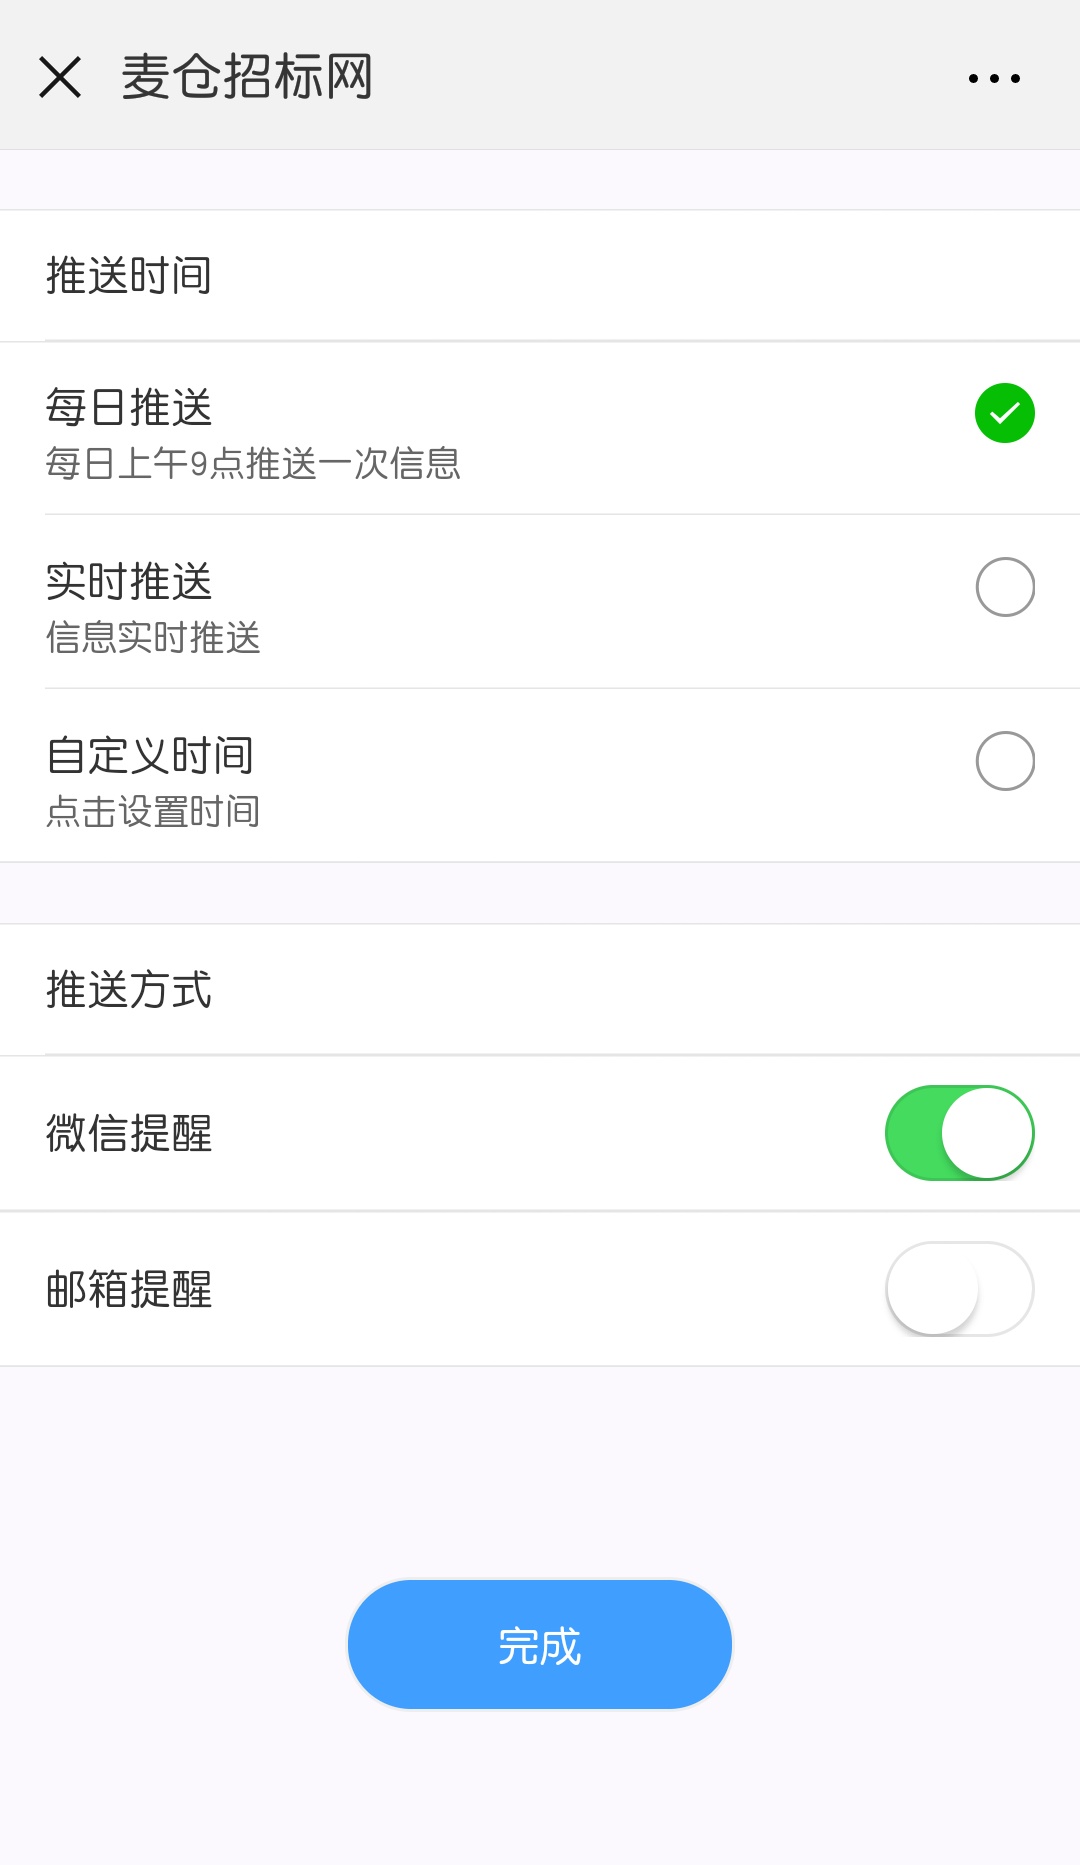 麦仓招标网
推送时间
每日推送
每日上午9点推送一次信息
实时推送
信息实时推送
自定义时间
点击设置时间
推送方式
微信提醒
邮箱提醒
完成